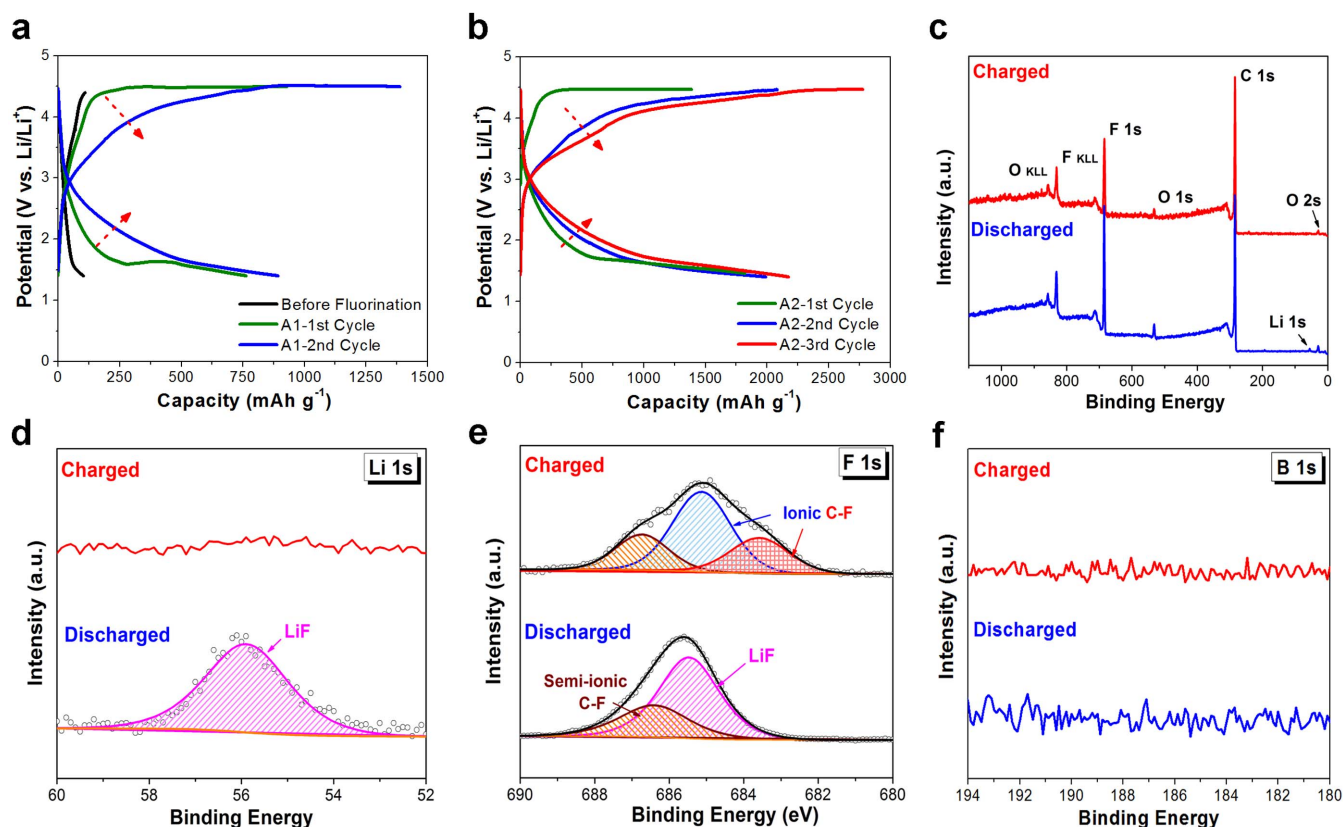 a
5
4
3
2
1
0
0 250 500 750 1000 1250 1500
Potential (V vs. Li/Li⁺)
Capacity (mAh g⁻¹)
Before Fluorination
A1-1st Cycle
A1-2nd Cycle
b
5
4
3
2
1
0
0 500 1000 1500 2000 2500 3000
Potential (V vs. Li/Li⁺)
Capacity (mAh g⁻¹)
A2-1st Cycle
A2-2nd Cycle
A2-3rd Cycle
c
Charged
C 1s
F 1s
O KLL
F KLL
O 1s
O 2s
Discharged
Li 1s
1000 800 600 400 200 0
Intensity (a.u.)
Binding Energy
d
Charged
Li 1s
Discharged
LiF
60 58 56 54 52
Intensity (a.u.)
Binding Energy
e
Charged
F 1s
Ionic C-F
Discharged
LiF
Semi-ionic
C-F
690 688 686 684 682 680
Intensity (a.u.)
Binding Energy (eV)
f
Charged
B 1s
Discharged
194 192 190 188 186 184 182 180
Intensity (a.u.)
Binding Energy